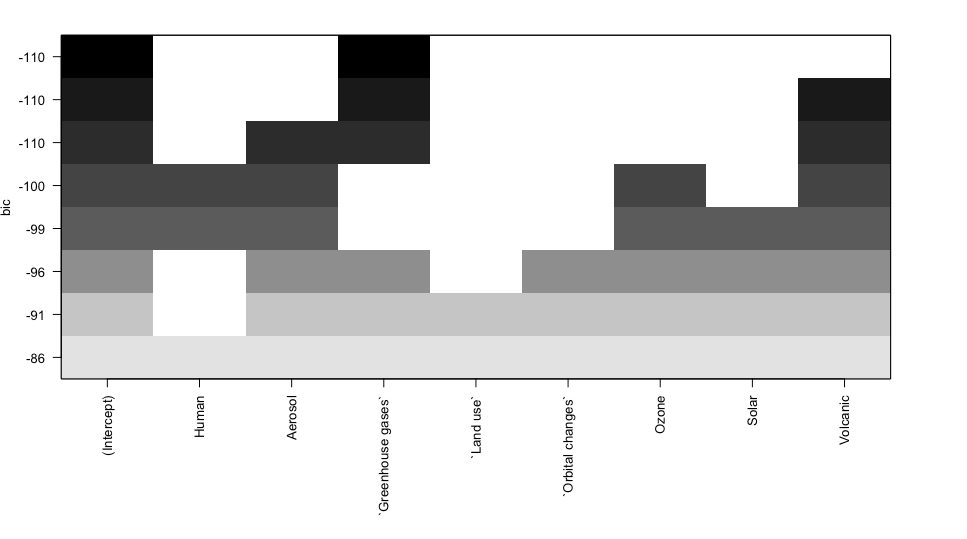 -110
-110
-110
-100
-99
-96
-91
-86
bic
(Intercept)
Human
Aerosol
`Greenhouse gases`
`Land use`
`Orbital changes`
Ozone
Solar
Volcanic